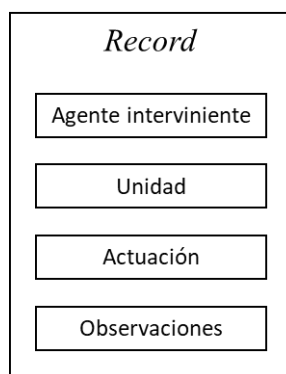 Record
Agente interviniente
Unidad
Actuación
Observaciones